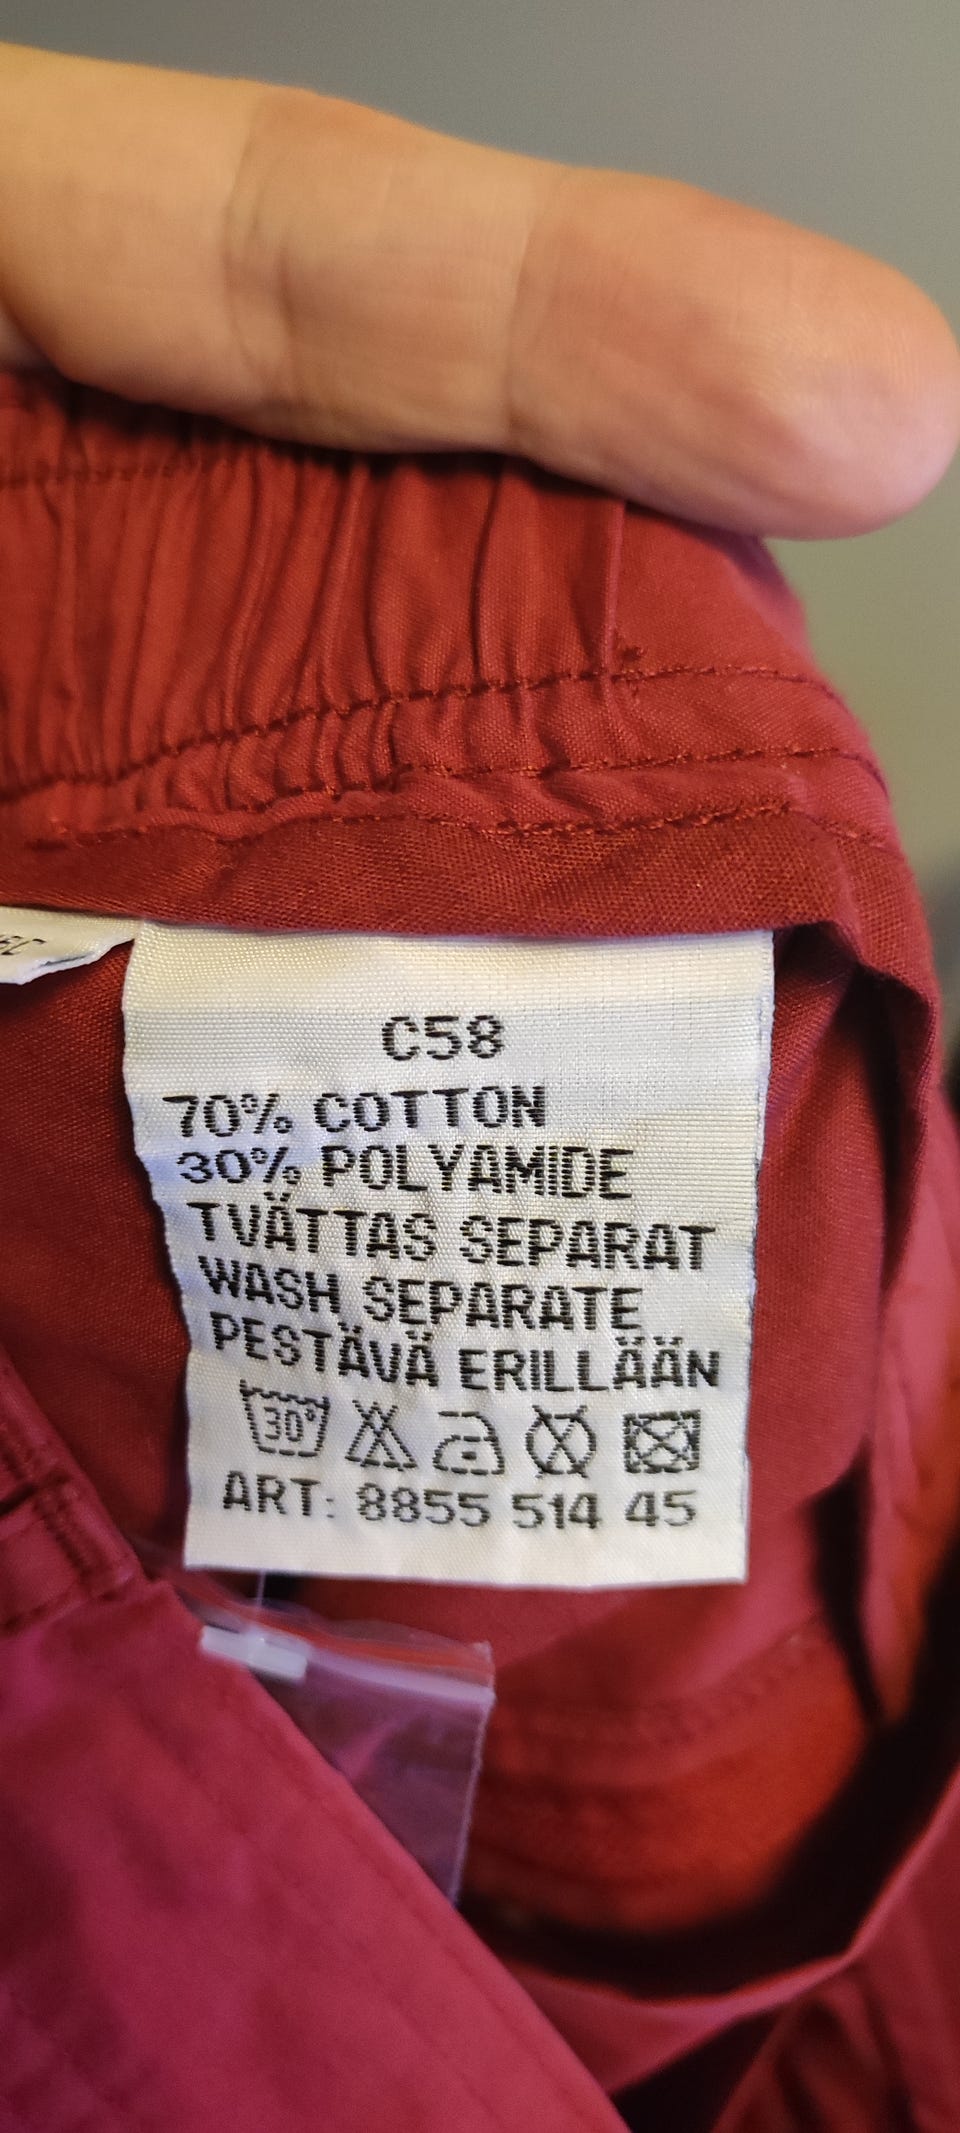 C58
70% COTTON
30% POLYAMIDE
TVÄTTAS SEPARAT
WASH SEPARATE
PESTÄVÄ ERILLÄÄN
30°
ART: 8855 514 45